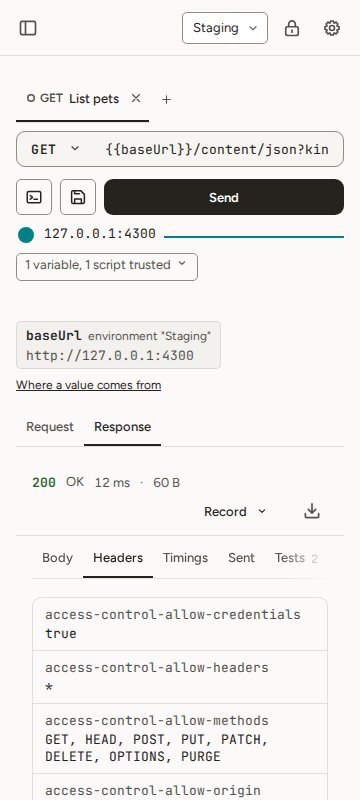 Staging
GET List pets
GET {{baseUrl}}/content/json?kin
Send
127.0.0.1:4300
1 variable, 1 script trusted
baseUrl environment "Staging"
http://127.0.0.1:4300
Where a value comes from
Request Response
200 OK 12 ms · 60 B
Record
Body Headers Timings Sent Tests 2
access-control-allow-credentials
true
access-control-allow-headers
*
access-control-allow-methods
GET, HEAD, POST, PUT, PATCH,
DELETE, OPTIONS, PURGE
access-control-allow-origin